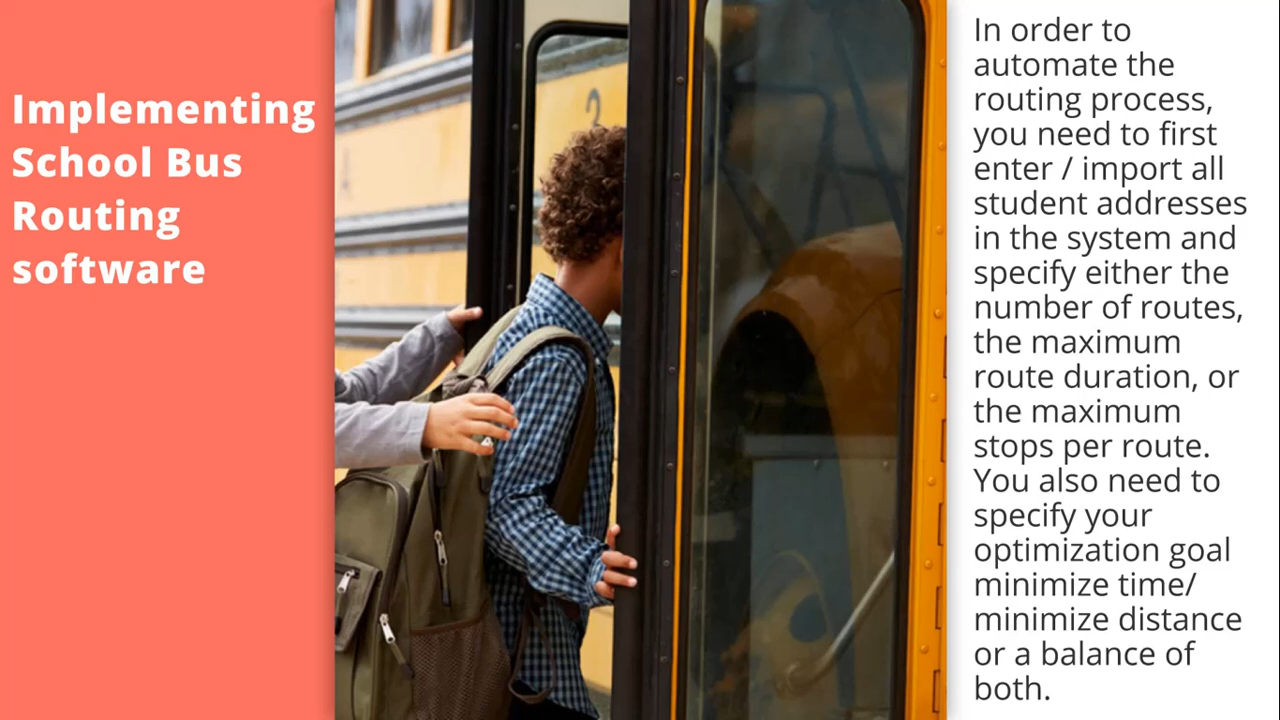 Implementing
School Bus
Routing
software
2
In order to
automate the
routing process,
you need to first
enter / import all
student addresses
in the system and
specify either the
number of routes,
the maximum
route duration, or
the maximum
stops per route.
You also need to
specify your
optimization goal
minimize time/
minimize distance
or a balance of
both.